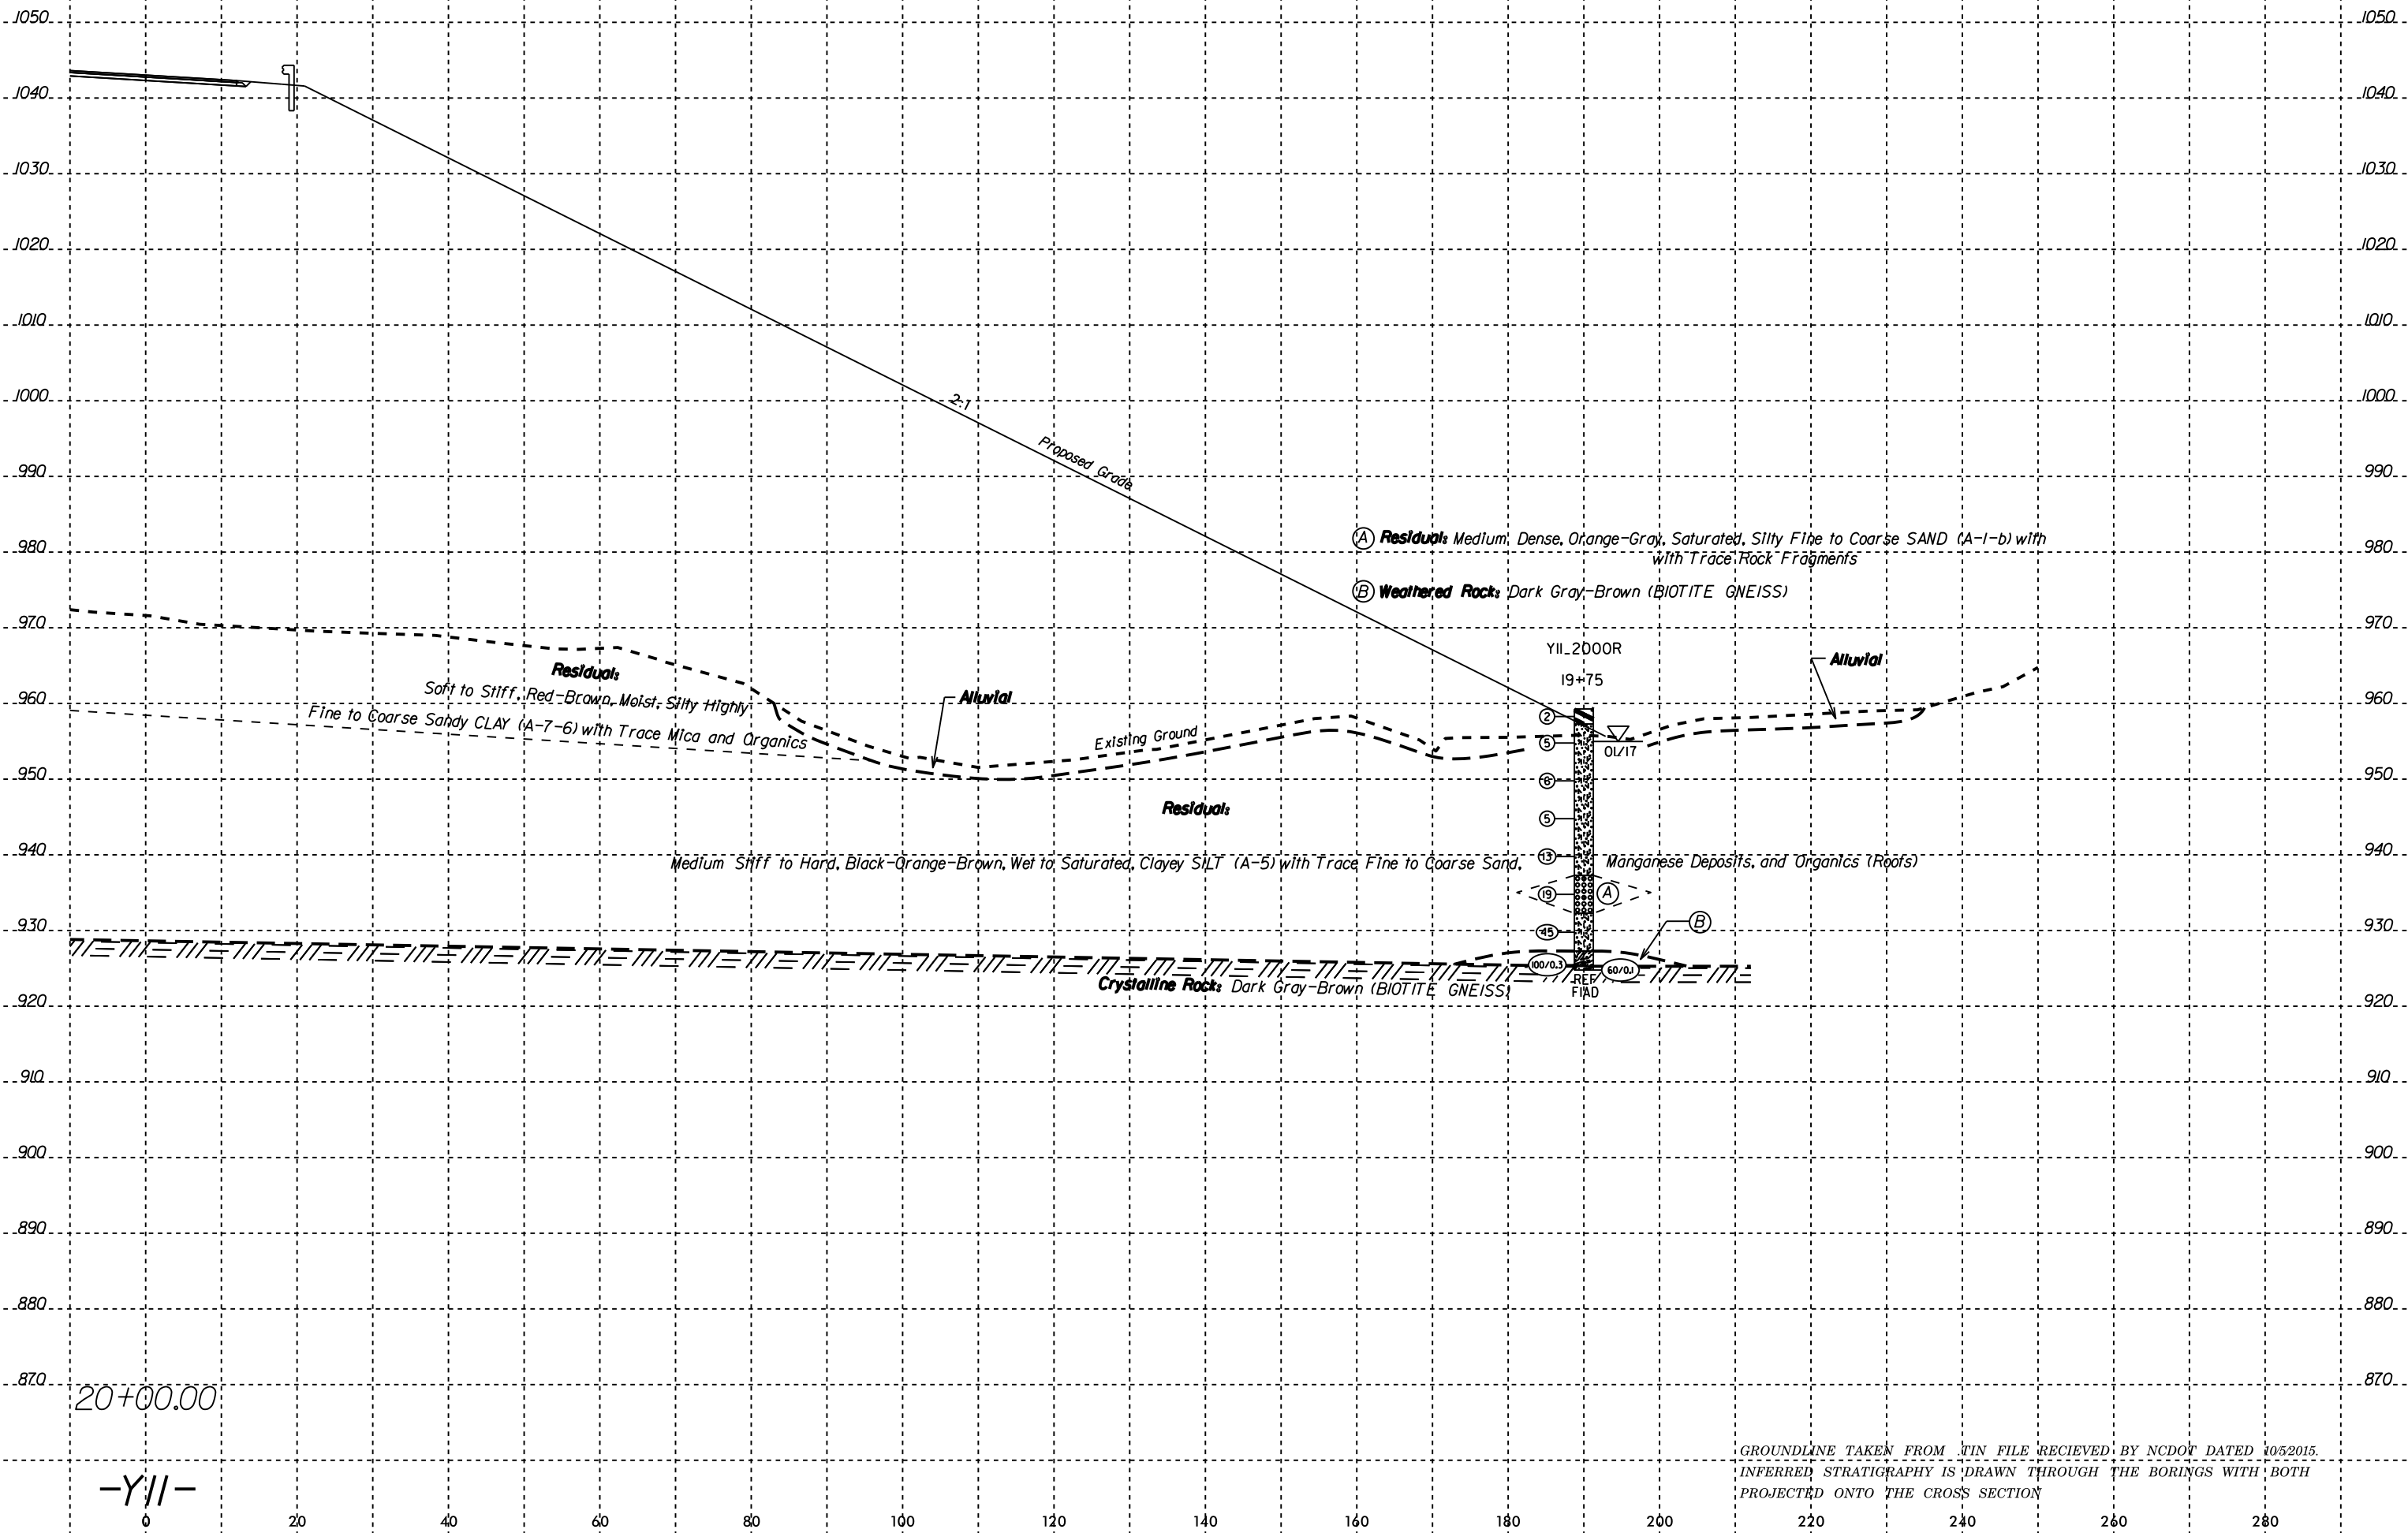 1050 1050
1040 1040
1030 1030
1020 1020
1010 1010
1000 1000
2:1
Proposed Grade
990 990
980 980
(A) Residual: Medium Dense, Orange-Gray, Saturated, Silty Fine to Coarse SAND (A-1-b) with
with Trace Rock Fragments
(B) Weathered Rock: Dark Gray-Brown (BIOTITE GNEISS)
970 970
Y11_2000R
19+75
Alluvial
Residual:
Soft to Stiff, Red-Brown, Moist, Silty Highly
Fine to Coarse Sandy CLAY (A-7-6) with Trace Mica and Organics
Alluvial
960 960
2
Existing Ground
5
01/17
950 950
6
Residual:
5
940 940
Medium Stiff to Hard, Black-Orange-Brown, Wet to Saturated, Clayey SILT (A-5) with Trace Fine to Coarse Sand, 13 Manganese Deposits, and Organics (Roofs)
19 A
930 930
B
45
100/0.3 60/0.1
REF
FIAD
Crystalline Rock: Dark Gray-Brown (BIOTITE GNEISS)
920 920
910 910
900 900
890 890
880 880
870 870
20+00.00
GROUNDLINE TAKEN FROM .TIN FILE RECIEVED BY NCDOT DATED 10/5/2015.
INFERRED STRATIGRAPHY IS DRAWN THROUGH THE BORINGS WITH BOTH
PROJECTED ONTO THE CROSS SECTION
-Y11-
0 20 40 60 80 100 120 140 160 180 200 220 240 260 280